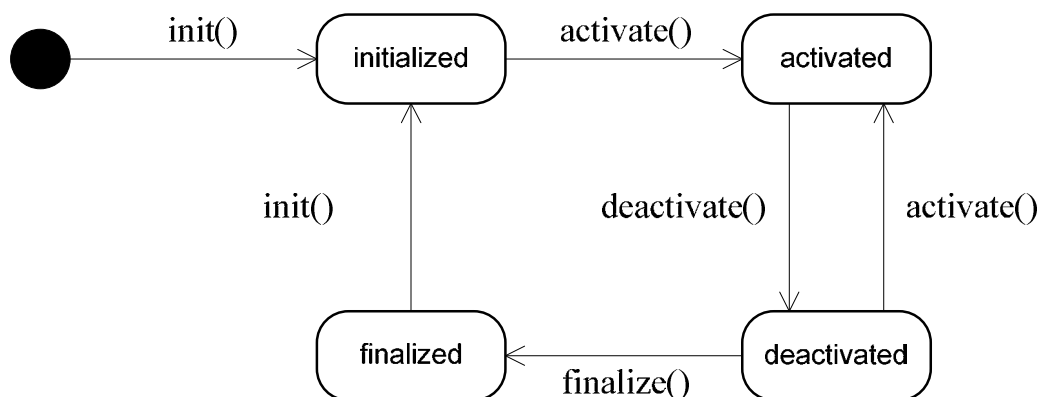 init()
activate()
initialized
activated
init()
deactivate()
activate()
finalized
deactivated
finalize()